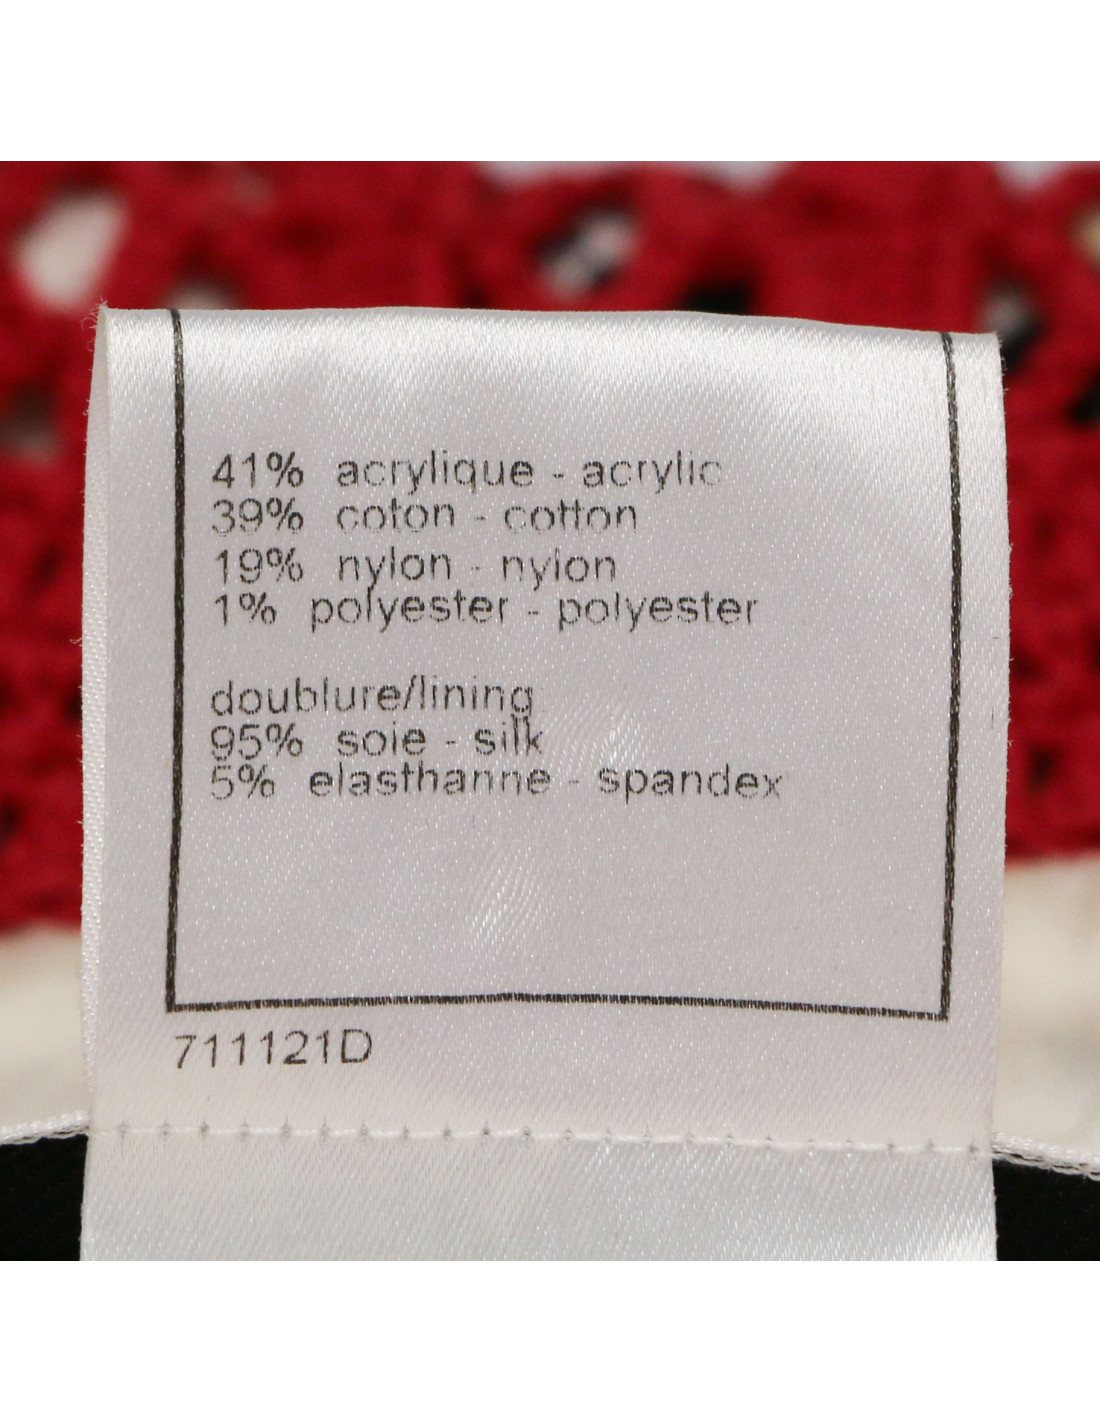 41% acrylique - acrylic
39% coton - cotton
19% nylon - nylon
1% polyester - polyester
doublure/lining
95% soie - silk
5% elasthanne - spandex
711121D